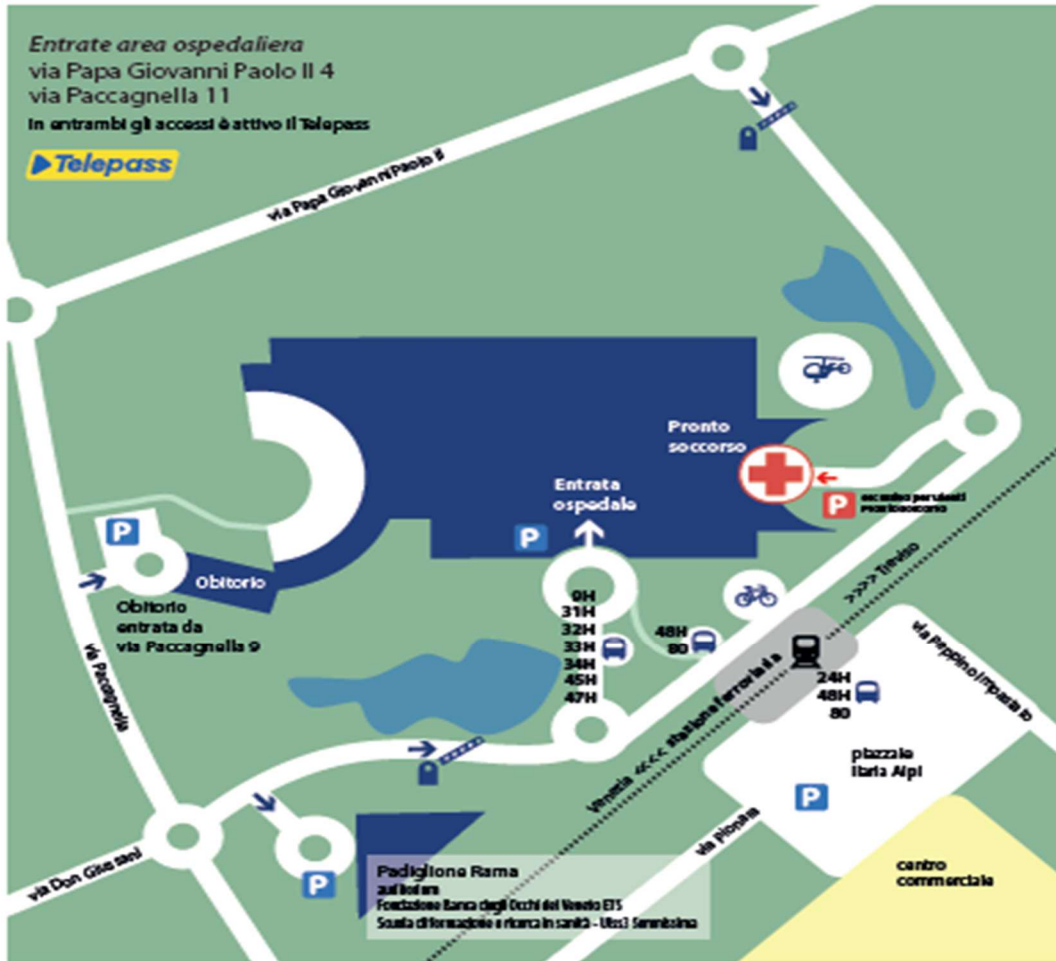 Entrate area ospedaliera
via Papa Giovanni Paolo II 4
via Paccagnella 11
in entrambi gli accessi è attivo il Telepass
Telepass
via Papa Giovanni Paolo II
Pronto
soccorso
Entrata
ospedale
P
P
P
Pronto soccorso
Obitorio
Obitorio
entrata da
via Paccagnella 9
via Paccagnella
9H
31H
32H
33H
34H
45H
47H
48H
80
>>>> Treviso
Venezia <<<< stazione ferroviaria
24H
48H
80
via Peppino Impastato
piazzale
Ilaria Alpi
P
via Pionara
centro
commerciale
via Don Giussani
P
Padiglione Rama
auditorium
Fondazione Banca degli Occhi del Veneto ETS
Scuola di formazione e ricerca in sanità - Ulss3 Serenissima